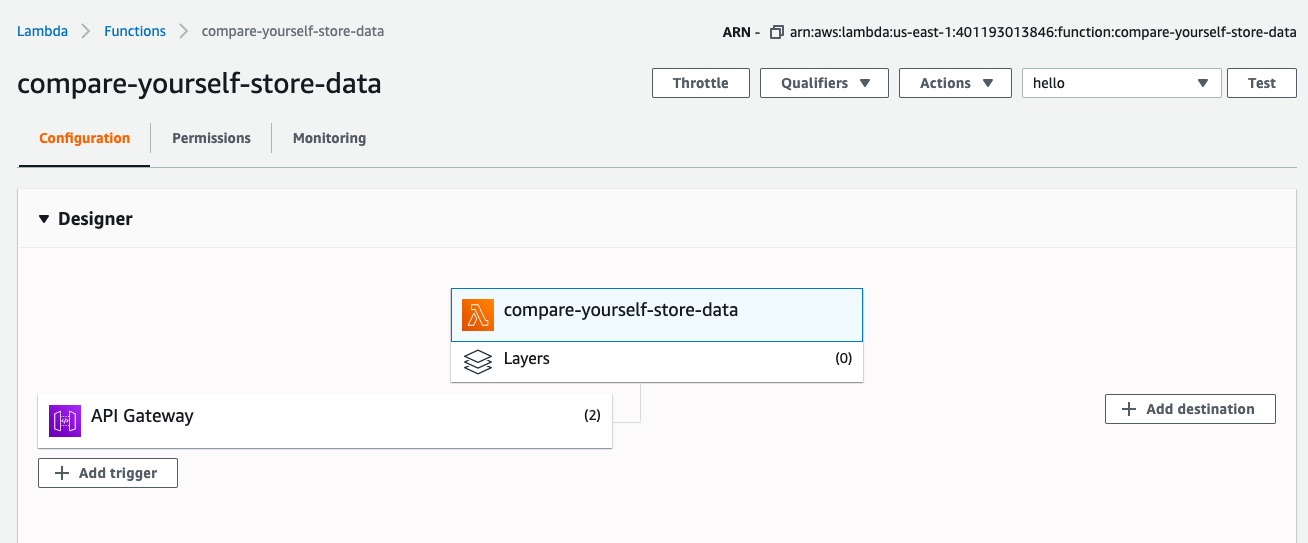 Lambda Functions compare-yourself-store-data
ARN - arn:aws:lambda:us-east-1:401193013846:function:compare-yourself-store-data
compare-yourself-store-data
Throttle Qualifiers Actions hello Test
Configuration Permissions Monitoring
Designer
compare-yourself-store-data
Layers (0)
API Gateway (2)
Add destination
Add trigger